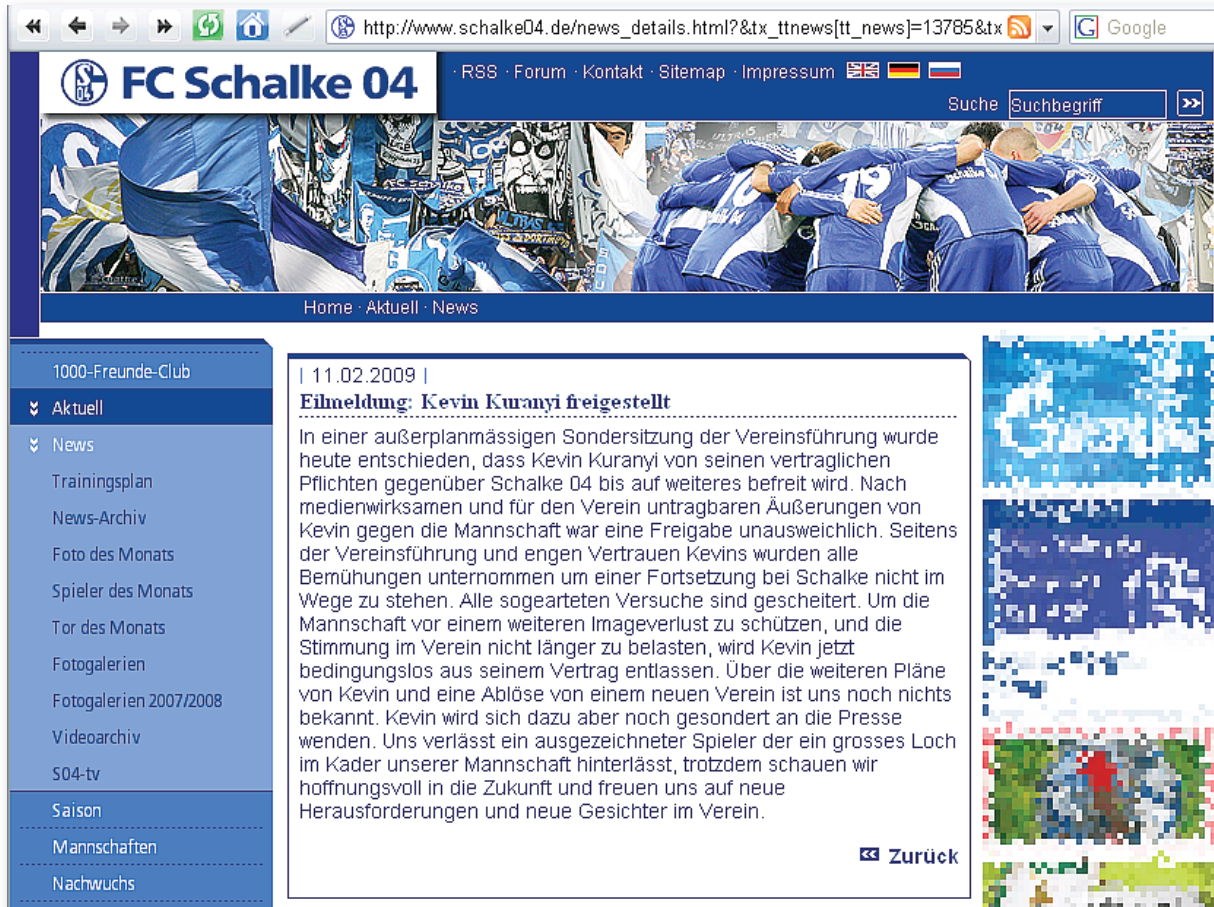 http://www.schalke04.de/news_details.html?&tx_ttnews[tt_news]=13785&tx
Google
FC Schalke 04
· RSS · Forum · Kontakt · Sitemap · Impressum
Suche Suchbegriff
Home · Aktuell · News
1000-Freunde-Club
Aktuell
News
Trainingsplan
News-Archiv
Foto des Monats
Spieler des Monats
Tor des Monats
Fotogalerien
Fotogalerien 2007/2008
Videoarchiv
S04-tv
Saison
Mannschaften
Nachwuchs
| 11.02.2009 |
Eilmeldung: Kevin Kuranyi freigestellt
In einer außerplanmässigen Sondersitzung der Vereinsführung wurde
heute entschieden, dass Kevin Kuranyi von seinen vertraglichen
Pflichten gegenüber Schalke 04 bis auf weiteres befreit wird. Nach
medienwirksamen und für den Verein untragbaren Äußerungen von
Kevin gegen die Mannschaft war eine Freigabe unausweichlich. Seitens
der Vereinsführung und engen Vertrauen Kevins wurden alle
Bemühungen unternommen um einer Fortsetzung bei Schalke nicht im
Wege zu stehen. Alle sogearteten Versuche sind gescheitert. Um die
Mannschaft vor einem weiteren Imageverlust zu schützen, und die
Stimmung im Verein nicht länger zu belasten, wird Kevin jetzt
bedingungslos aus seinem Vertrag entlassen. Über die weiteren Pläne
von Kevin und eine Ablöse von einem neuen Verein ist uns noch nichts
bekannt. Kevin wird sich dazu aber noch gesondert an die Presse
wenden. Uns verlässt ein ausgezeichneter Spieler der ein grosses Loch
im Kader unserer Mannschaft hinterlässt, trotzdem schauen wir
hoffnungsvoll in die Zukunft und freuen uns auf neue
Herausforderungen und neue Gesichter im Verein.
Zurück